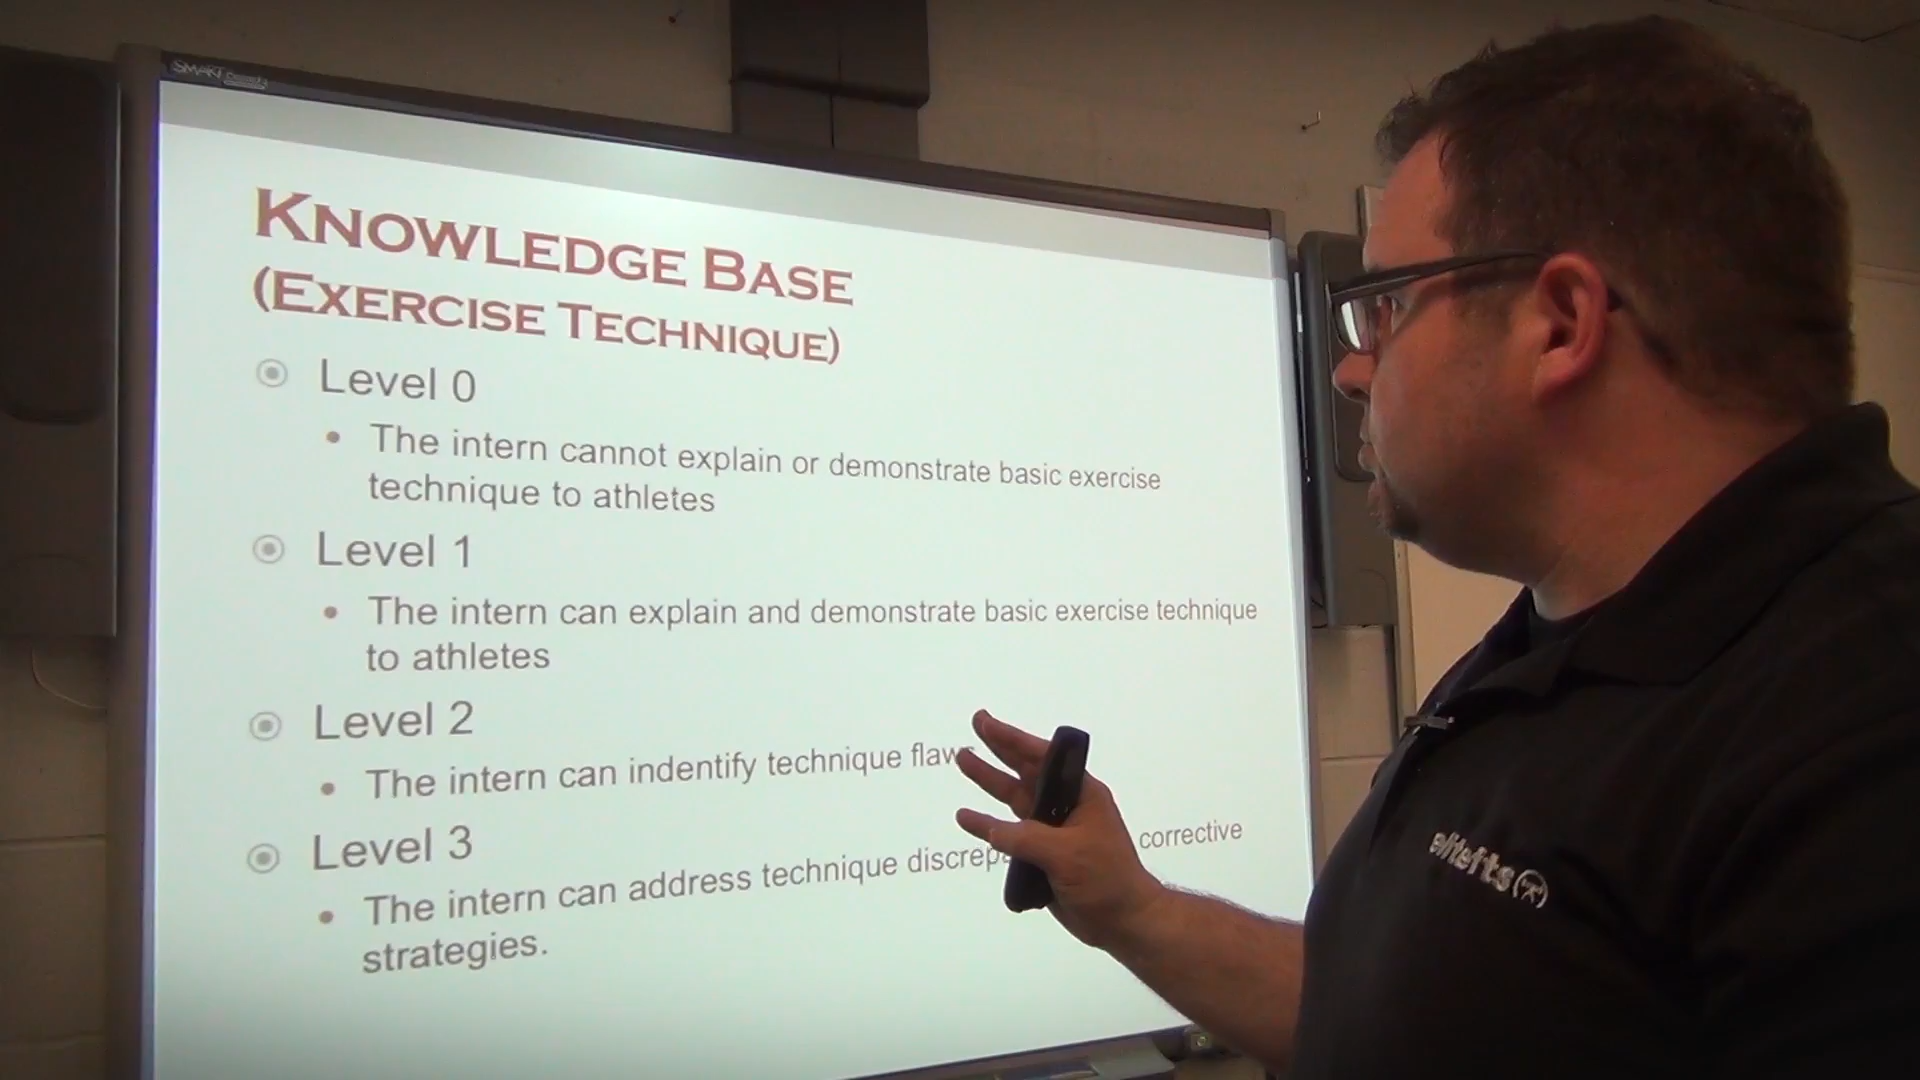 SMART
KNOWLEDGE BASE
(EXERCISE TECHNIQUE)
Level 0
The intern cannot explain or demonstrate basic exercise
technique to athletes
Level 1
The intern can explain and demonstrate basic exercise technique
to athletes
Level 2
The intern can indentify technique flaws
Level 3
The intern can address technique corrective
strategies.
elitefts